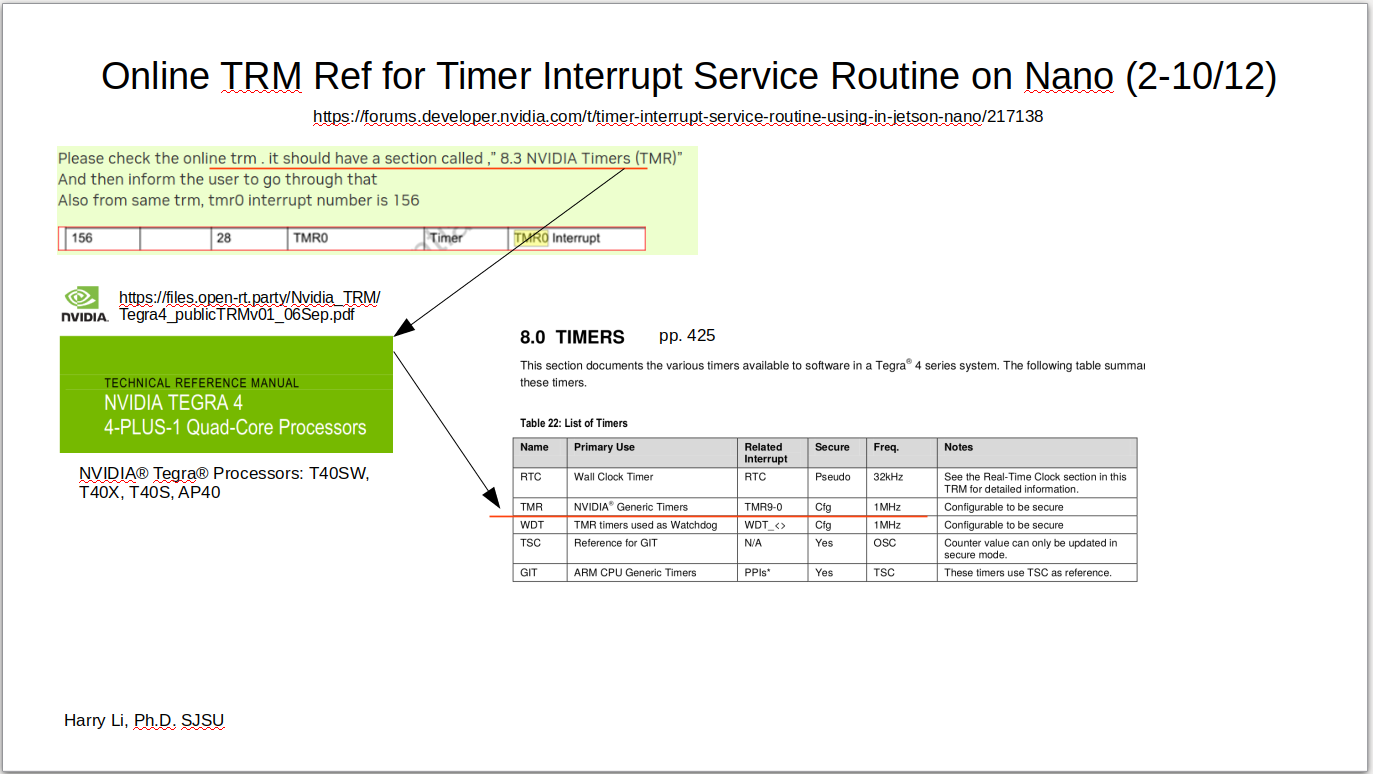 Online TRM Ref for Timer Interrupt Service Routine on Nano (2-10/12)
https://forums.developer.nvidia.com/t/timer-interrupt-service-routine-using-in-jetson-nano/217138
Please check the online trm . it should have a section called ,” 8.3 NVIDIA Timers (TMR)”
And then inform the user to go through that
Also from same trm, tmr0 interrupt number is 156
156 28 TMR0 Timer TMR0 Interrupt
NVIDIA.
https://files.open-rt.party/Nvidia_TRM/
Tegra4_publicTRMv01_06Sep.pdf
TECHNICAL REFERENCE MANUAL
NVIDIA TEGRA 4
4-PLUS-1 Quad-Core Processors
NVIDIA® Tegra® Processors: T40SW,
T40X, T40S, AP40
8.0 TIMERS pp. 425
This section documents the various timers available to software in a Tegra® 4 series system. The following table summar
these timers.
Table 22: List of Timers
Name Primary Use Related Interrupt Secure Freq. Notes
RTC Wall Clock Timer RTC Pseudo 32kHz See the Real-Time Clock section in this
TRM for detailed information.
TMR NVIDIA® Generic Timers TMR9-0 Cfg 1MHz Configurable to be secure
WDT TMR timers used as Watchdog WDT_<> Cfg 1MHz Configurable to be secure
TSC Reference for GIT N/A Yes OSC Counter value can only be updated in
secure mode.
GIT ARM CPU Generic Timers PPIs* Yes TSC These timers use TSC as reference.
Harry Li, Ph.D. SJSU